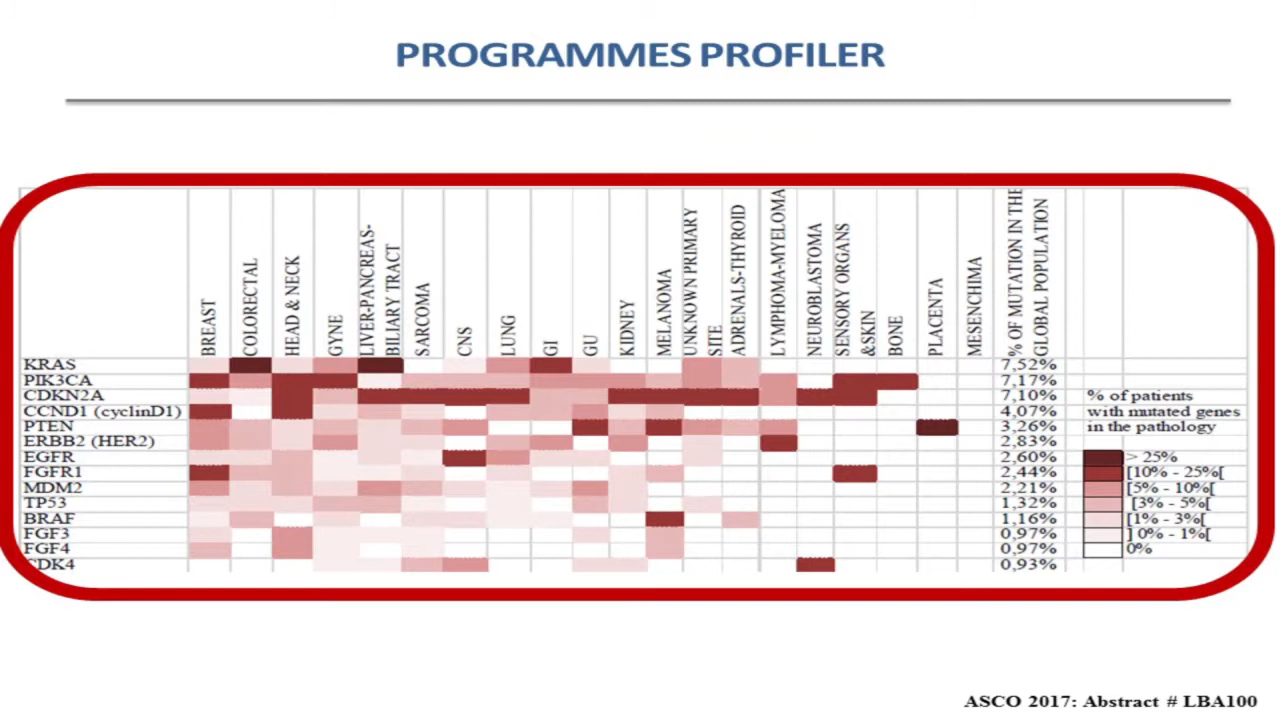 PROGRAMMES PROFILER
BREAST
COLORECTAL
HEAD & NECK
GYNE
LIVER-PANCREAS-
BILIARY TRACT
SARCOMA
CNS
LUNG
GI
GU
KIDNEY
MELANOMA
UNKNOWN PRIMARY
SITE
ADRENALS-THYROID
LYMPHOMA-MYELOMA
NEUROBLASTOMA
SENSORY ORGANS
&SKIN
BONE
PLACENTA
MESENCHIMA
% OF MUTATION IN THE
GLOBAL POPULATION
KRAS 7,52%
PIK3CA 7,17%
CDKN2A 7,10%
CCND1 (cyclinD1) 4,07%
PTEN 3,26%
ERBB2 (HER2) 2,83%
EGFR 2,60%
FGFR1 2,44%
MDM2 2,21%
TP53 1,32%
BRAF 1,16%
FGF3 0,97%
FGF4 0,97%
CDK4 0,93%
% of patients
with mutated genes
in the pathology
> 25%
[10% - 25%[
[5% - 10%[
[3% - 5%[
[1% - 3%[
] 0% - 1%[
0%
ASCO 2017: Abstract # LBA100